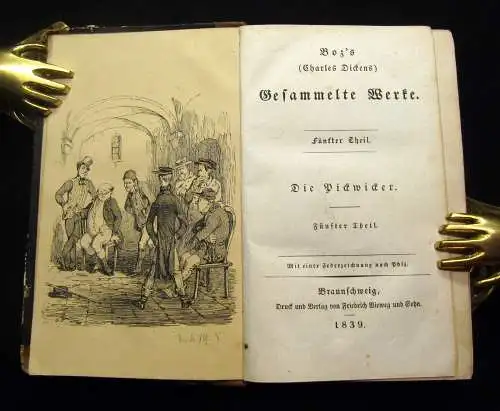 Boz's
(Charles Dickens)
Gesammelte Werke.
Fünfter Theil.
Die Pickwicker.
Fünfter Theil.
Mit einer Federzeichnung nach Phiz.
Braunschweig,
Druck und Verlag von Friedrich Vieweg und Sohn.
1839.